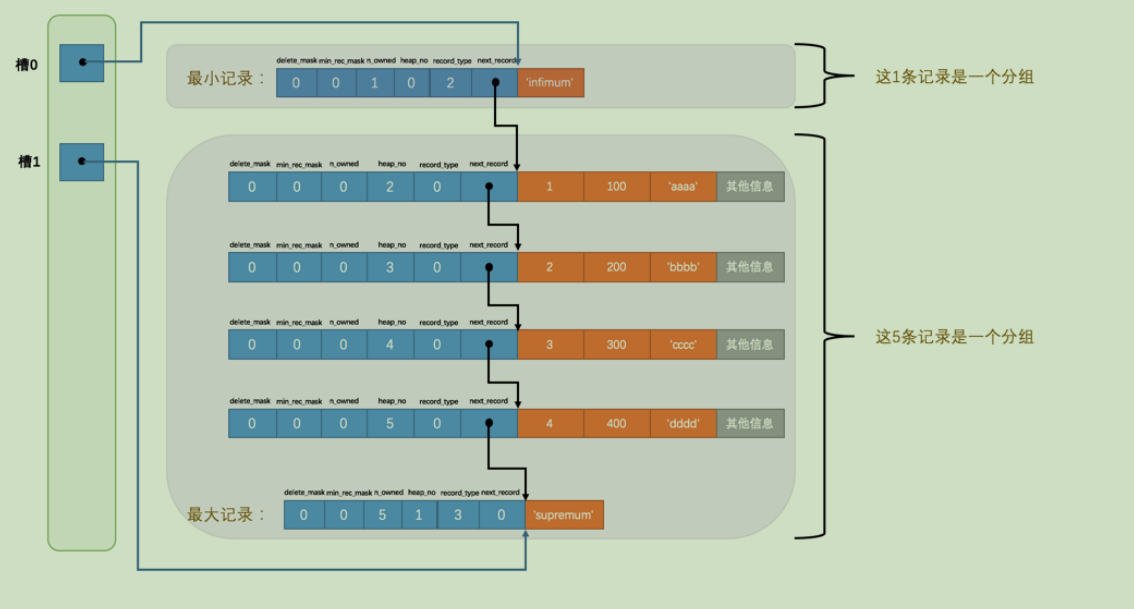 槽0
delete_mask min_rec_mask n_owned heap_no record_type next_record
最小记录： 0 0 1 0 2 'infimum'
这1条记录是一个分组
槽1
delete_mask min_rec_mask n_owned heap_no record_type next_record
0 0 0 2 0 1 100 'aaaa' 其他信息
delete_mask min_rec_mask n_owned heap_no record_type next_record
0 0 0 3 0 2 200 'bbbb' 其他信息
delete_mask min_rec_mask n_owned heap_no record_type next_record
0 0 0 4 0 3 300 'cccc' 其他信息
这5条记录是一个分组
delete_mask min_rec_mask n_owned heap_no record_type next_record
0 0 0 5 0 4 400 'dddd' 其他信息
delete_mask min_rec_mask n_owned heap_no record_type next_record
最大记录： 0 0 5 1 3 0 'supremum'